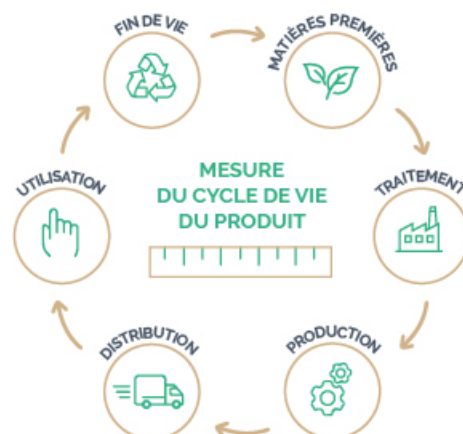 FIN DE VIE
MATIÈRES PREMIÈRES
UTILISATION
MESURE
DU CYCLE DE VIE
DU PRODUIT
TRAITEMENT
DISTRIBUTION
PRODUCTION